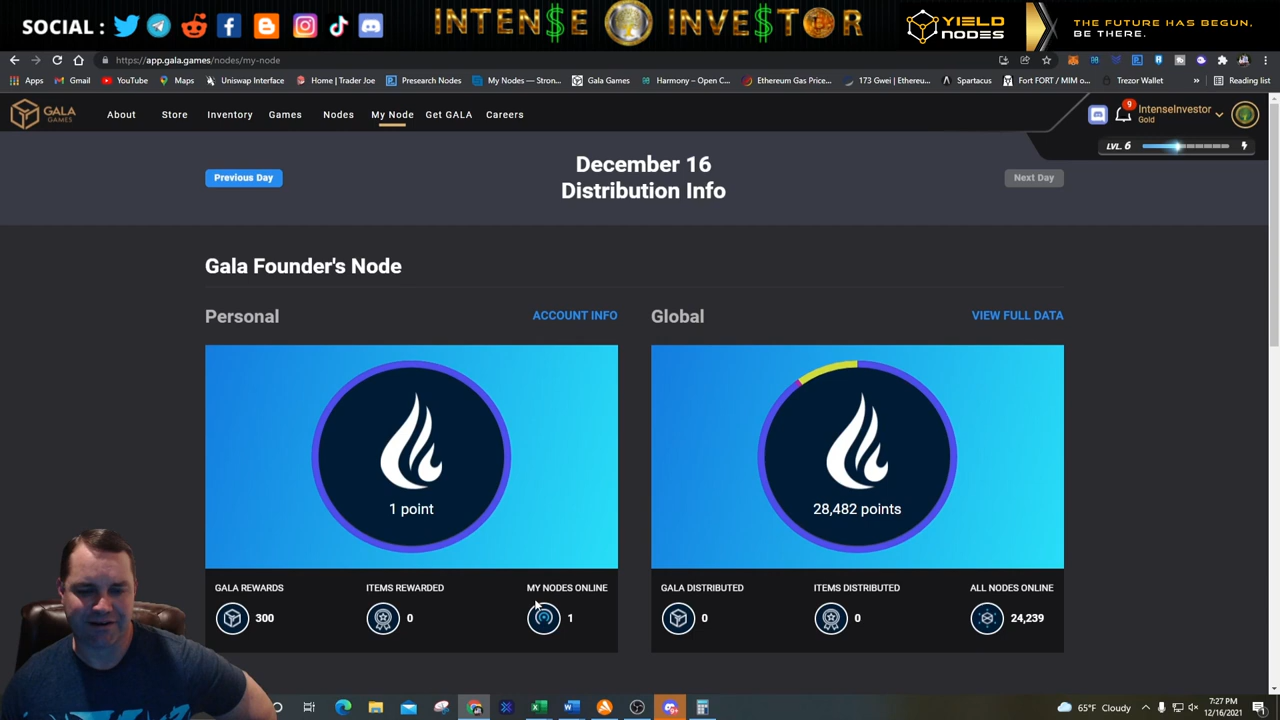 SOCIAL :
INTEN$E INVE$TOR
YIELD NODES
THE FUTURE HAS BEGUN,
BE THERE.
https://app.gala.games/nodes/my-node
Apps Gmail YouTube Maps Uniswap Interface Home | Trader Joe Presearch Nodes My Nodes — Stron... Gala Games Harmony – Open C... Ethereum Gas Price... 173 Gwei | Ethereu... Spartacus Fort FORT / MIM o... Trezor Wallet » Reading list
GALA GAMES
About Store Inventory Games Nodes My Node Get GALA Careers
9
IntenseInvestor
Gold
LVL. 6
Previous Day
December 16
Distribution Info
Next Day
Gala Founder's Node
Personal ACCOUNT INFO Global VIEW FULL DATA
1 point 28,482 points
GALA REWARDS ITEMS REWARDED MY NODES ONLINE GALA DISTRIBUTED ITEMS DISTRIBUTED ALL NODES ONLINE
300 0 1 0 0 24,239
65°F Cloudy
7:27 PM
12/16/2021